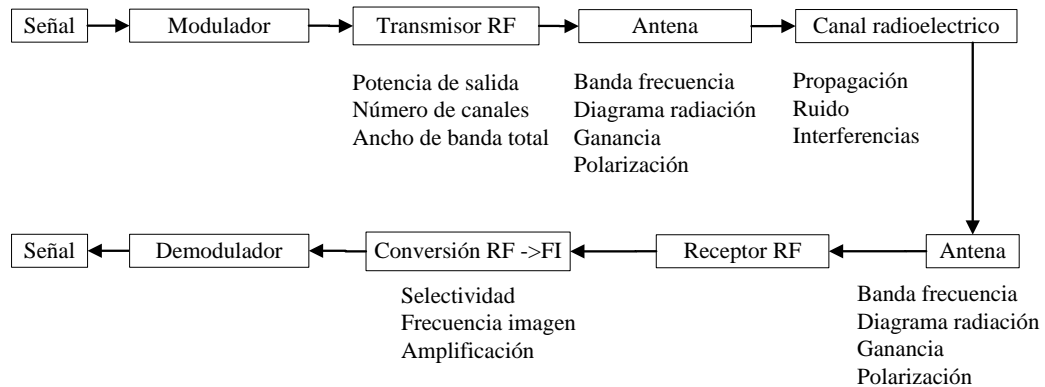 Señal
Modulador
Transmisor RF
Antena
Canal radioelectrico
Potencia de salida
Número de canales
Ancho de banda total
Banda frecuencia
Diagrama radiación
Ganancia
Polarización
Propagación
Ruido
Interferencias
Señal
Demodulador
Conversión RF ->FI
Receptor RF
Antena
Selectividad
Frecuencia imagen
Amplificación
Banda frecuencia
Diagrama radiación
Ganancia
Polarización